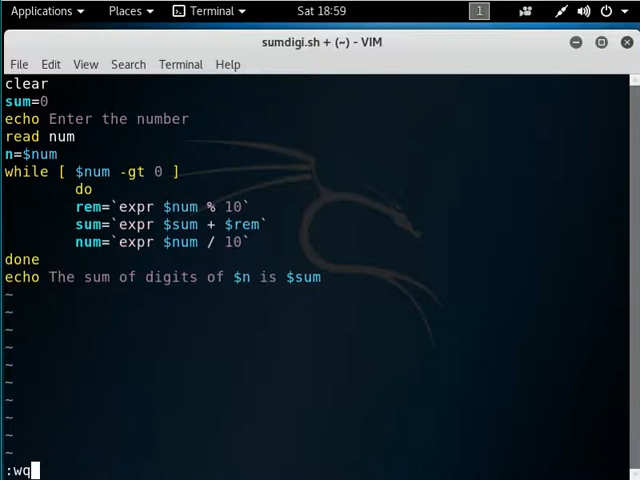 Applications Places Terminal Sat 18:59 1
sumdigi.sh + (~) - VIM
File Edit View Search Terminal Help
clear
sum=0
echo Enter the number
read num
n=$num
while [ $num -gt 0 ]
do
rem=`expr $num % 10`
sum=`expr $sum + $rem`
num=`expr $num / 10`
done
echo The sum of digits of $n is $sum
~
~
~
~
~
~
~
~
~
~
:wq